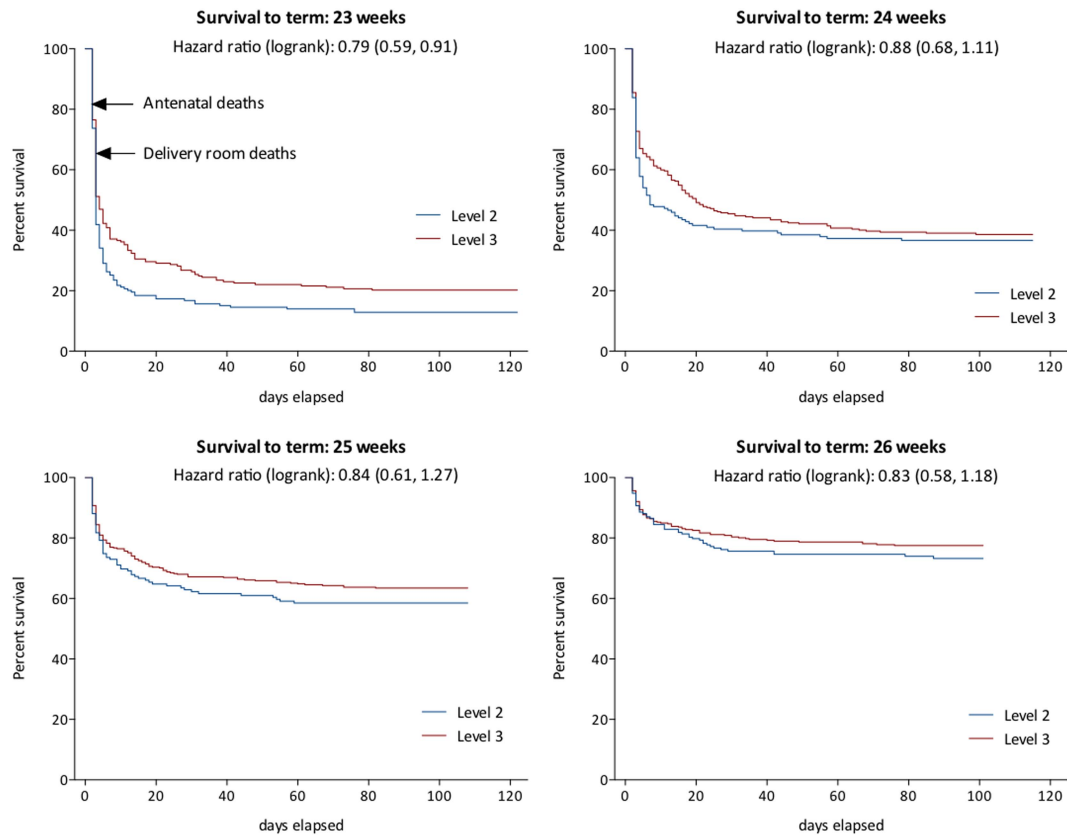 Survival to term: 23 weeks
Hazard ratio (logrank): 0.79 (0.59, 0.91)
100
80
60
40
20
0
Percent survival
Antenatal deaths
Delivery room deaths
Level 2
Level 3
0 20 40 60 80 100 120
days elapsed
Survival to term: 24 weeks
Hazard ratio (logrank): 0.88 (0.68, 1.11)
100
80
60
40
20
0
Percent survival
Level 2
Level 3
0 20 40 60 80 100 120
days elapsed
Survival to term: 25 weeks
Hazard ratio (logrank): 0.84 (0.61, 1.27)
100
80
60
40
20
0
Percent survival
Level 2
Level 3
0 20 40 60 80 100 120
days elapsed
Survival to term: 26 weeks
Hazard ratio (logrank): 0.83 (0.58, 1.18)
100
80
60
40
20
0
Percent survival
Level 2
Level 3
0 20 40 60 80 100 120
days elapsed